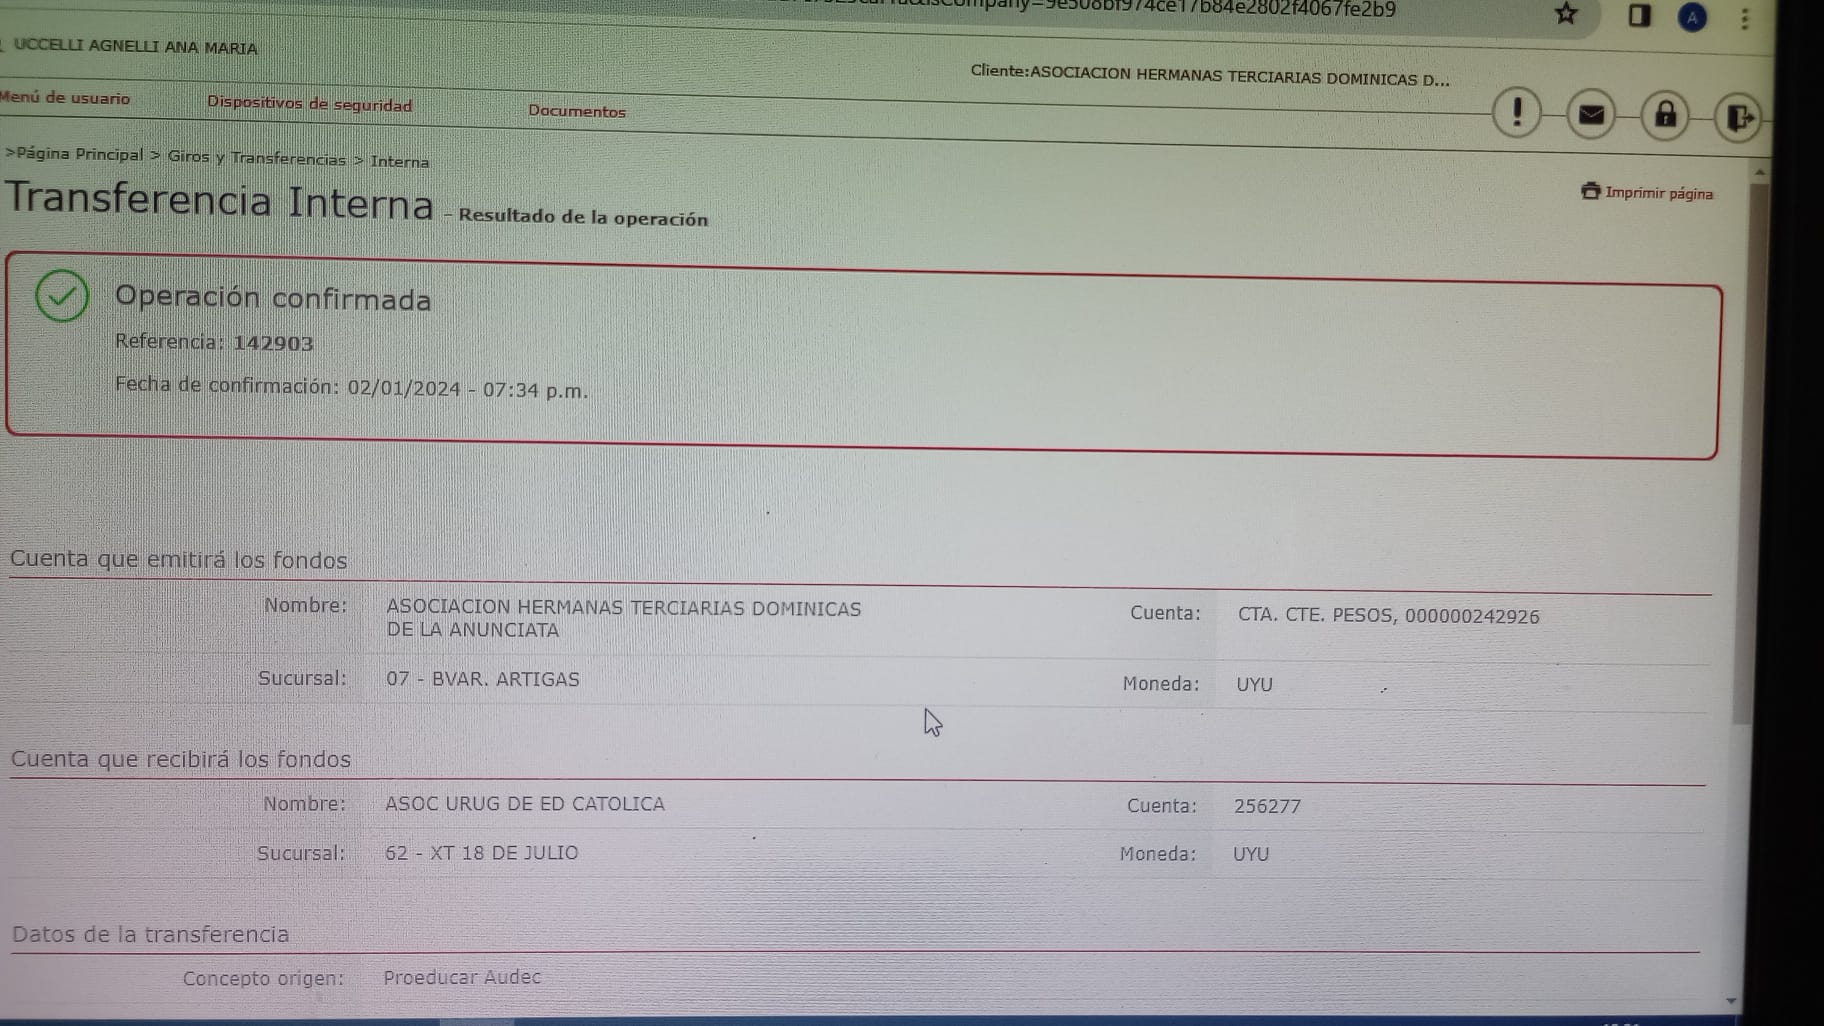 UCCELLI AGNELLI ANA MARIA
Cliente:ASOCIACION HERMANAS TERCIARIAS DOMINICAS D...
Menú de usuario
Dispositivos de seguridad
Documentos
>Página Principal > Giros y Transferencias > Interna
Transferencia Interna - Resultado de la operación
Imprimir página
Operación confirmada
Referencia: 142903
Fecha de confirmación: 02/01/2024 - 07:34 p.m.
Cuenta que emitirá los fondos
Nombre: ASOCIACION HERMANAS TERCIARIAS DOMINICAS
DE LA ANUNCIATA
Cuenta: CTA. CTE. PESOS, 000000242926
Sucursal: 07 - BVAR. ARTIGAS
Moneda: UYU
Cuenta que recibirá los fondos
Nombre: ASOC URUG DE ED CATOLICA
Cuenta: 256277
Sucursal: 62 - XT 18 DE JULIO
Moneda: UYU
Datos de la transferencia
Concepto origen: Proeducar Audec